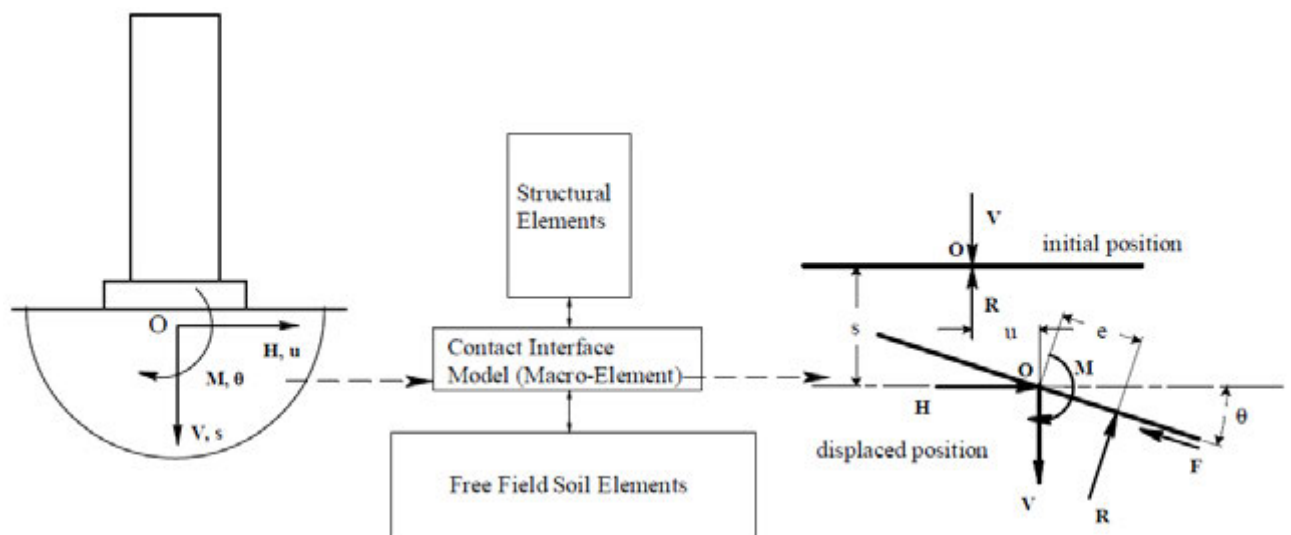 O
H, u
M, θ
V, s
Structural
Elements
Contact Interface
Model (Macro-Element)
Free Field Soil Elements
V
O
initial position
R
s
u
e
O
M
H
θ
displaced position
F
V
R